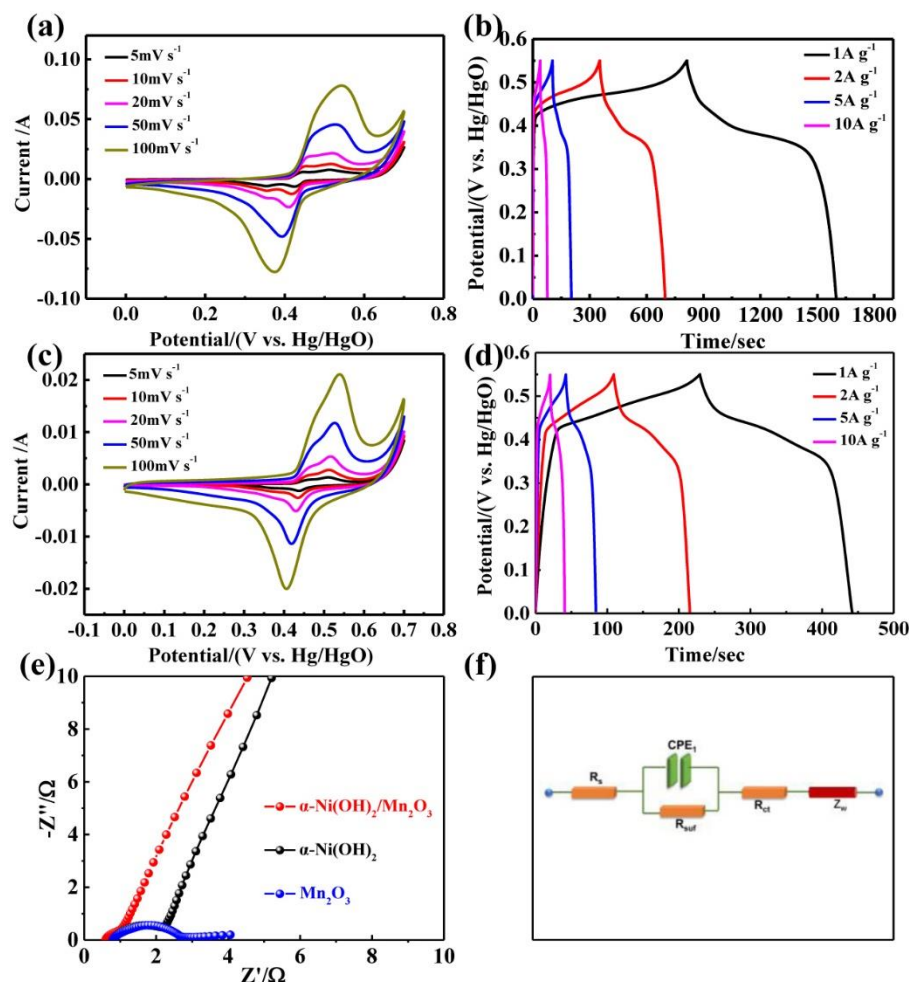 (a)
5mV s⁻¹
10mV s⁻¹
20mV s⁻¹
50mV s⁻¹
100mV s⁻¹
0.10
0.05
0.00
-0.05
-0.10
Current /A
0.0 0.2 0.4 0.6 0.8
Potential/(V vs. Hg/HgO)
(b)
1A g⁻¹
2A g⁻¹
5A g⁻¹
10A g⁻¹
0.6
0.5
0.4
0.3
0.2
0.1
0.0
Potential/(V vs. Hg/HgO)
0 300 600 900 1200 1500 1800
Time/sec
(c)
5mV s⁻¹
10mV s⁻¹
20mV s⁻¹
50mV s⁻¹
100mV s⁻¹
0.02
0.01
0.00
-0.01
-0.02
Current /A
-0.1 0.0 0.1 0.2 0.3 0.4 0.5 0.6 0.7 0.8
Potential/(V vs. Hg/HgO)
(d)
1A g⁻¹
2A g⁻¹
5A g⁻¹
10A g⁻¹
0.6
0.5
0.4
0.3
0.2
0.1
0.0
Potential/(V vs. Hg/HgO)
0 100 200 300 400 500
Time/sec
(e)
10
8
6
4
2
0
-Z''/Ω
α-Ni(OH)₂/Mn₂O₃
α-Ni(OH)₂
Mn₂O₃
0 2 4 6 8 10
Z'/Ω
(f)
CPE₁
Rₛ
R_suf
R_ct
Z_w